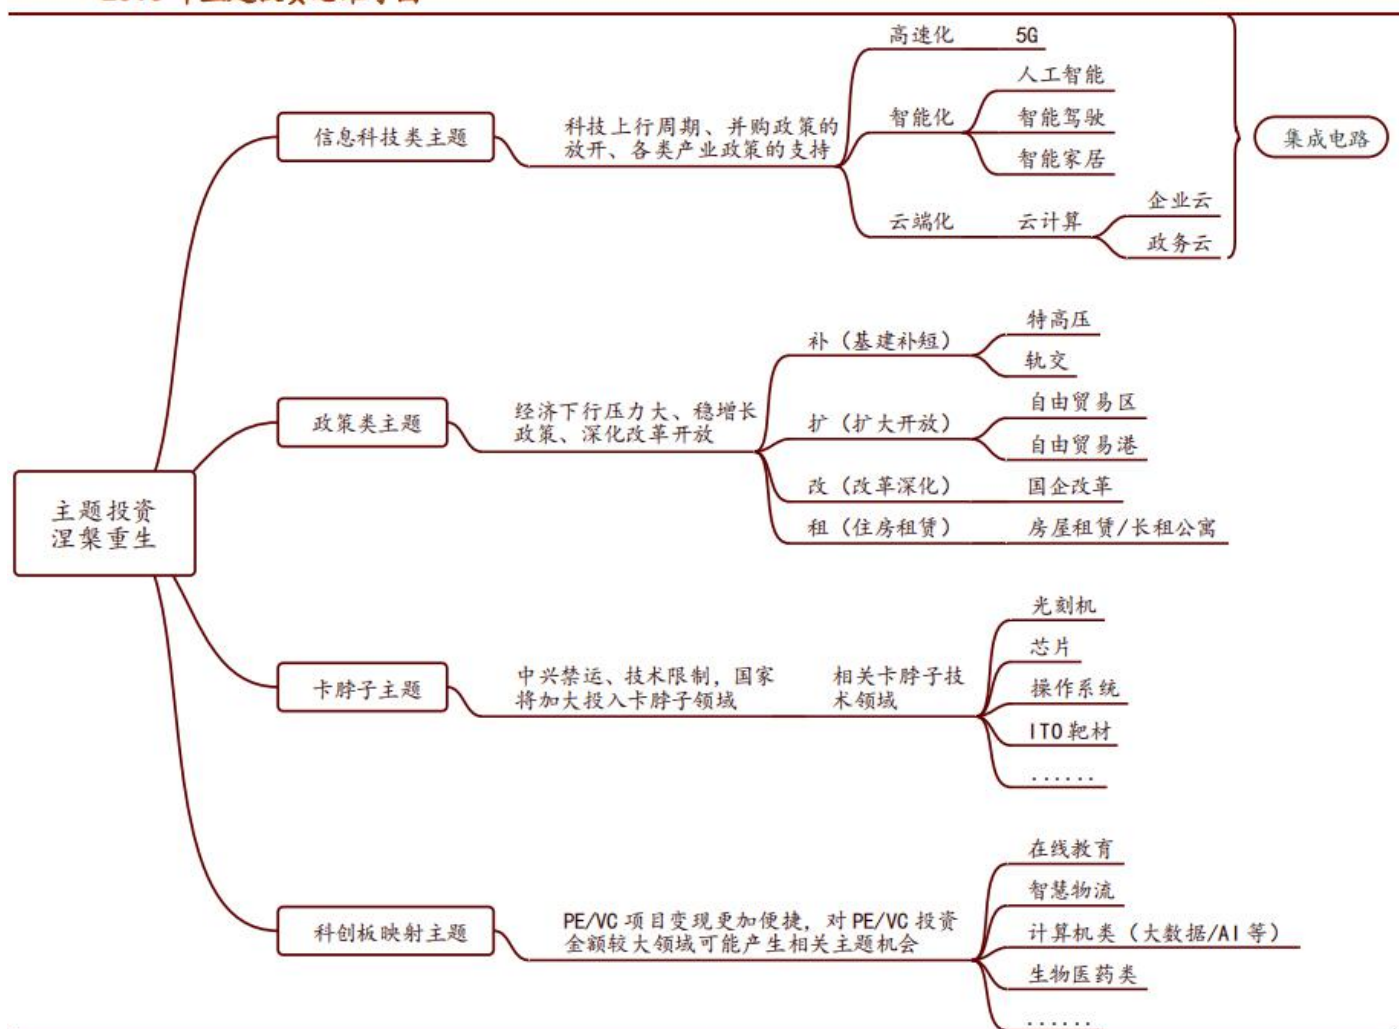 信息科技类主题
科技上行周期、并购政策的
放开、各类产业政策的支持
高速化
5G
智能化
人工智能
智能驾驶
智能家居
云端化
云计算
企业云
政务云
集成电路
主题投资
涅槃重生
政策类主题
经济下行压力大、稳增长
政策、深化改革开放
补（基建补短）
特高压
轨交
扩（扩大开放）
自由贸易区
自由贸易港
改（改革深化）
国企改革
租（住房租赁）
房屋租赁/长租公寓
卡脖子主题
中兴禁运、技术限制，国家
将加大投入卡脖子领域
相关卡脖子技
术领域
光刻机
芯片
操作系统
ITO靶材
......
科创板映射主题
PE/VC 项目变现更加便捷，对 PE/VC 投资
金额较大领域可能产生相关主题机会
在线教育
智慧物流
计算机类（大数据/AI 等）
生物医药类
......